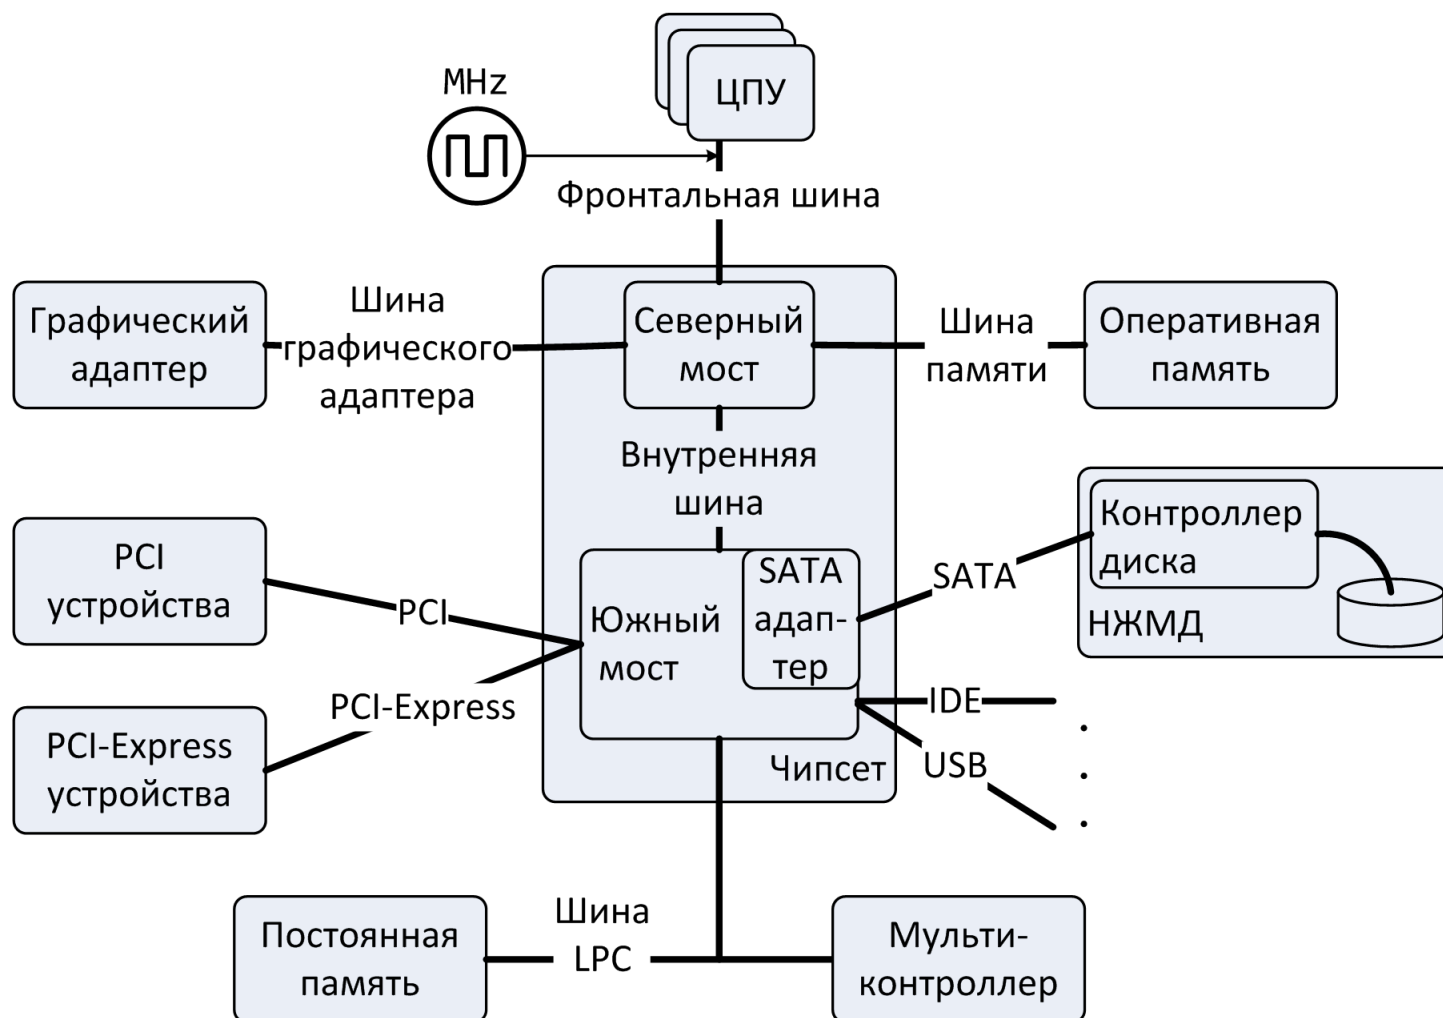 MHz
ЦПУ
Фронтальная шина
Графический
адаптер
Шина
графического
адаптера
Северный
мост
Шина
памяти
Оперативная
память
Внутренняя
шина
PCI
устройства
PCI
Южный
мост
SATA
адап-
тер
SATA
Контроллер
диска
НЖМД
PCI-Express
PCI-Express
устройства
IDE
USB
Чипсет
Постоянная
память
Шина
LPC
Мульти-
контроллер